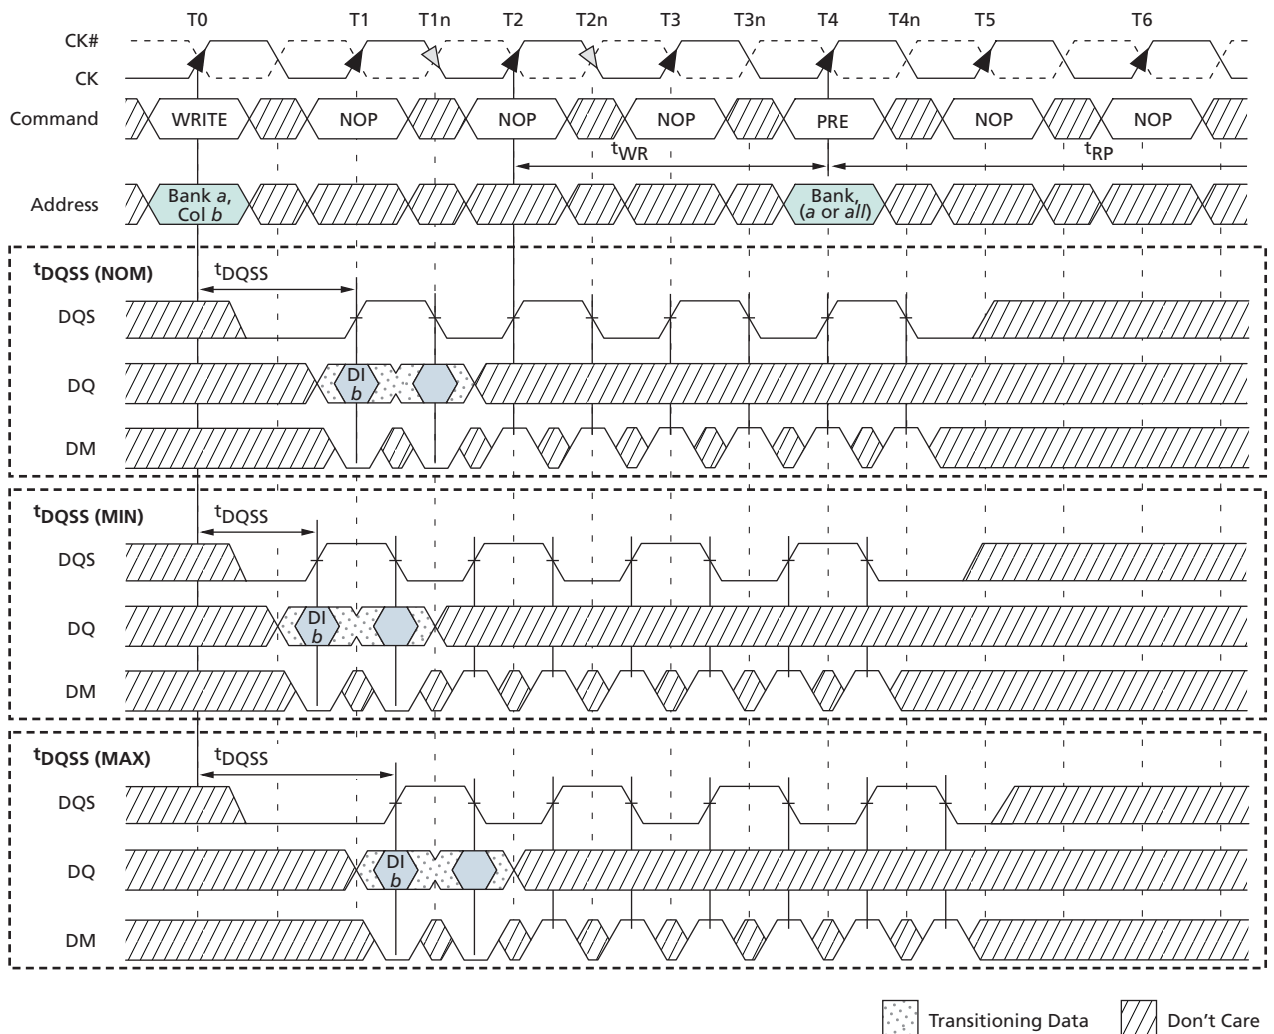 T0 T1 T1n T2 T2n T3 T3n T4 T4n T5 T6
CK#
CK
Command WRITE NOP NOP NOP PRE NOP NOP
tWR tRP
Address Bank a, Col b Bank, (a or all)
tDQSS (NOM) tDQSS
DQS
DQ DI b
DM
tDQSS (MIN) tDQSS
DQS
DQ DI b
DM
tDQSS (MAX) tDQSS
DQS
DQ DI b
DM
Transitioning Data Don't Care